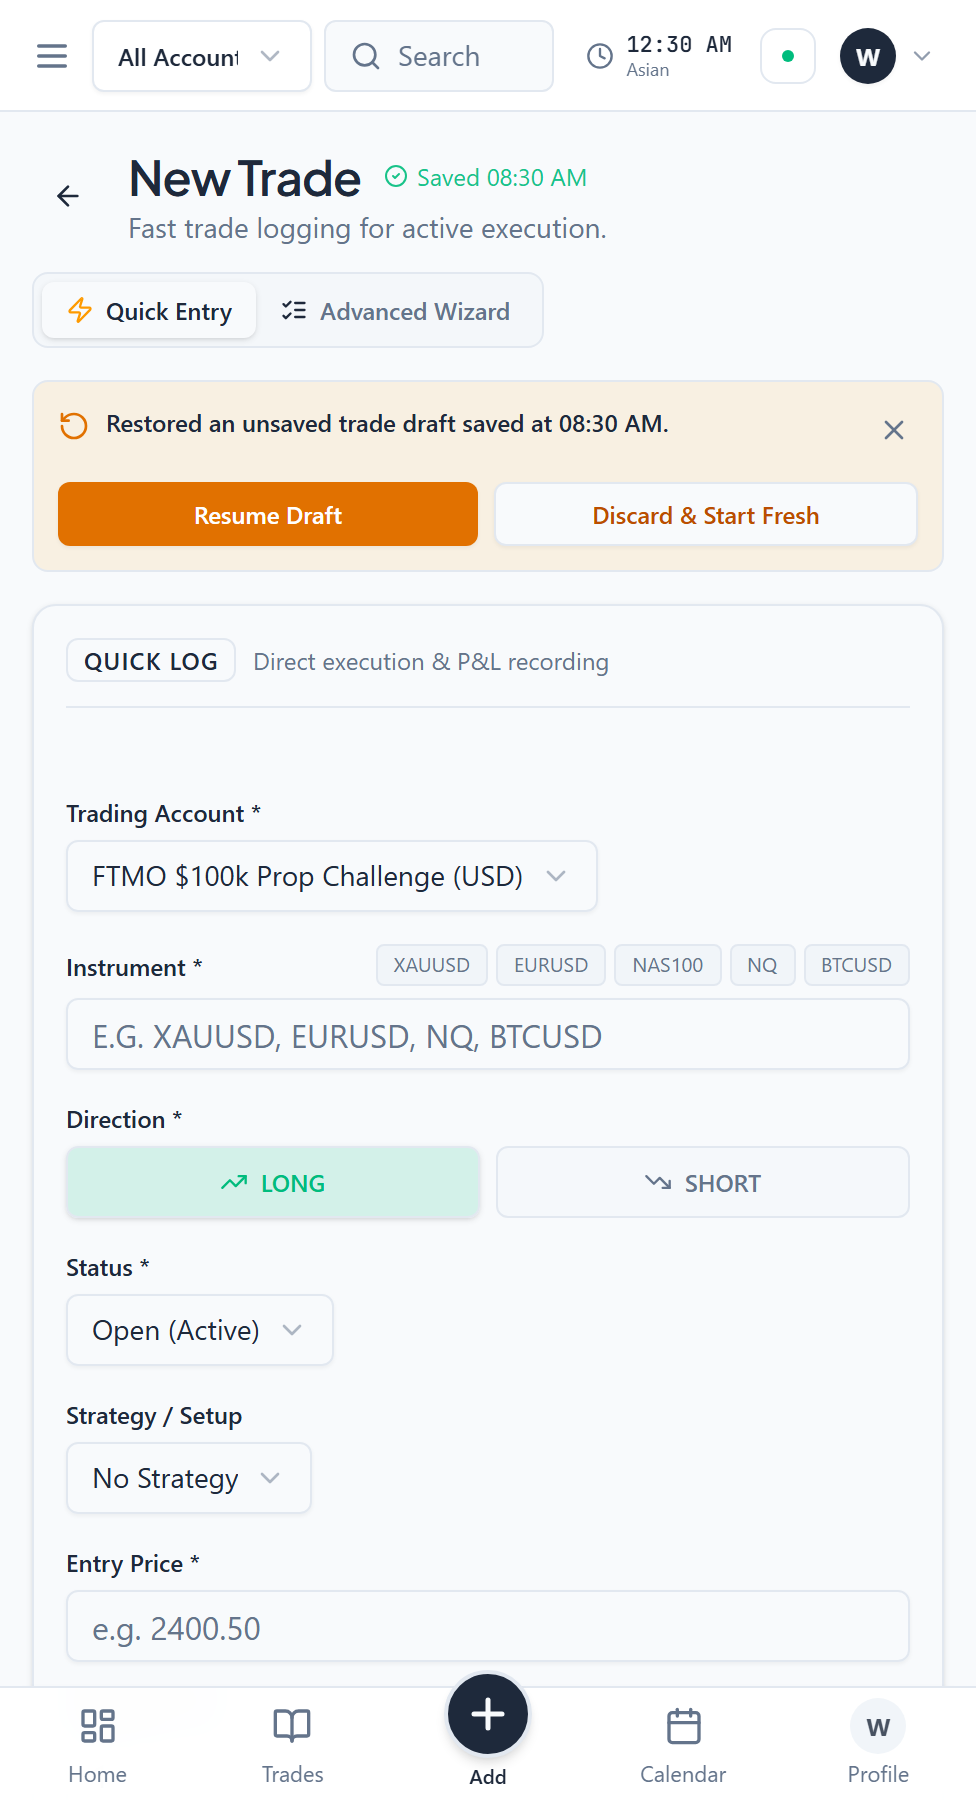 All Account
Search
12:30 AM
Asian
W
New Trade
Saved 08:30 AM
Fast trade logging for active execution.
Quick Entry
Advanced Wizard
Restored an unsaved trade draft saved at 08:30 AM.
Resume Draft
Discard & Start Fresh
QUICK LOG
Direct execution & P&L recording
Trading Account *
FTMO $100k Prop Challenge (USD)
Instrument *
XAUUSD
EURUSD
NAS100
NQ
BTCUSD
E.G. XAUUSD, EURUSD, NQ, BTCUSD
Direction *
LONG
SHORT
Status *
Open (Active)
Strategy / Setup
No Strategy
Entry Price *
e.g. 2400.50
Home
Trades
Add
Calendar
W
Profile